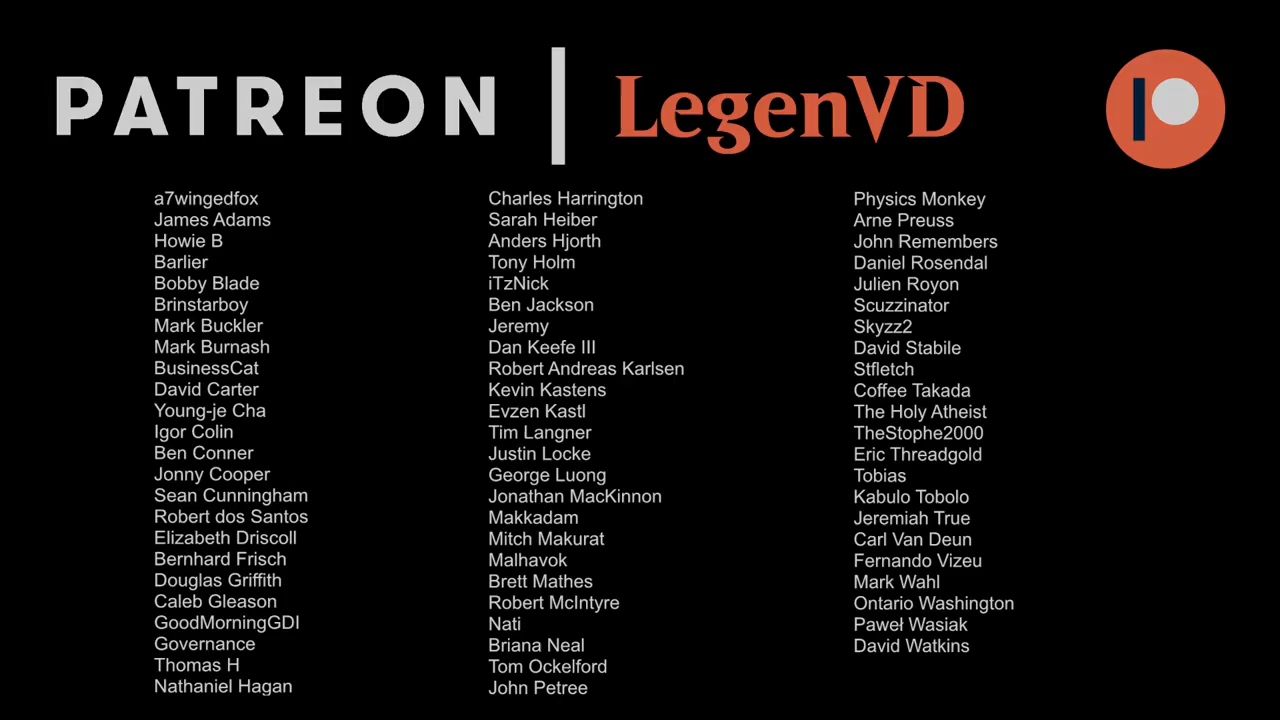 PATREON | LegenVD
a7wingedfox
James Adams
Howie B
Barlier
Bobby Blade
Brinstarboy
Mark Buckler
Mark Burnash
BusinessCat
David Carter
Young-je Cha
Igor Colin
Ben Conner
Jonny Cooper
Sean Cunningham
Robert dos Santos
Elizabeth Driscoll
Bernhard Frisch
Douglas Griffith
Caleb Gleason
GoodMorningGDI
Governance
Thomas H
Nathaniel Hagan
Charles Harrington
Sarah Heiber
Anders Hjorth
Tony Holm
iTzNick
Ben Jackson
Jeremy
Dan Keefe III
Robert Andreas Karlsen
Kevin Kastens
Evzen Kastl
Tim Langner
Justin Locke
George Luong
Jonathan MacKinnon
Makkadam
Mitch Makurat
Malhavok
Brett Mathes
Robert McIntyre
Nati
Briana Neal
Tom Ockelford
John Petree
Physics Monkey
Arne Preuss
John Remembers
Daniel Rosendal
Julien Royon
Scuzzinator
Skyzz2
David Stabile
Stfletch
Coffee Takada
The Holy Atheist
TheStophe2000
Eric Threadgold
Tobias
Kabulo Tobolo
Jeremiah True
Carl Van Deun
Fernando Vizeu
Mark Wahl
Ontario Washington
Paweł Wasiak
David Watkins